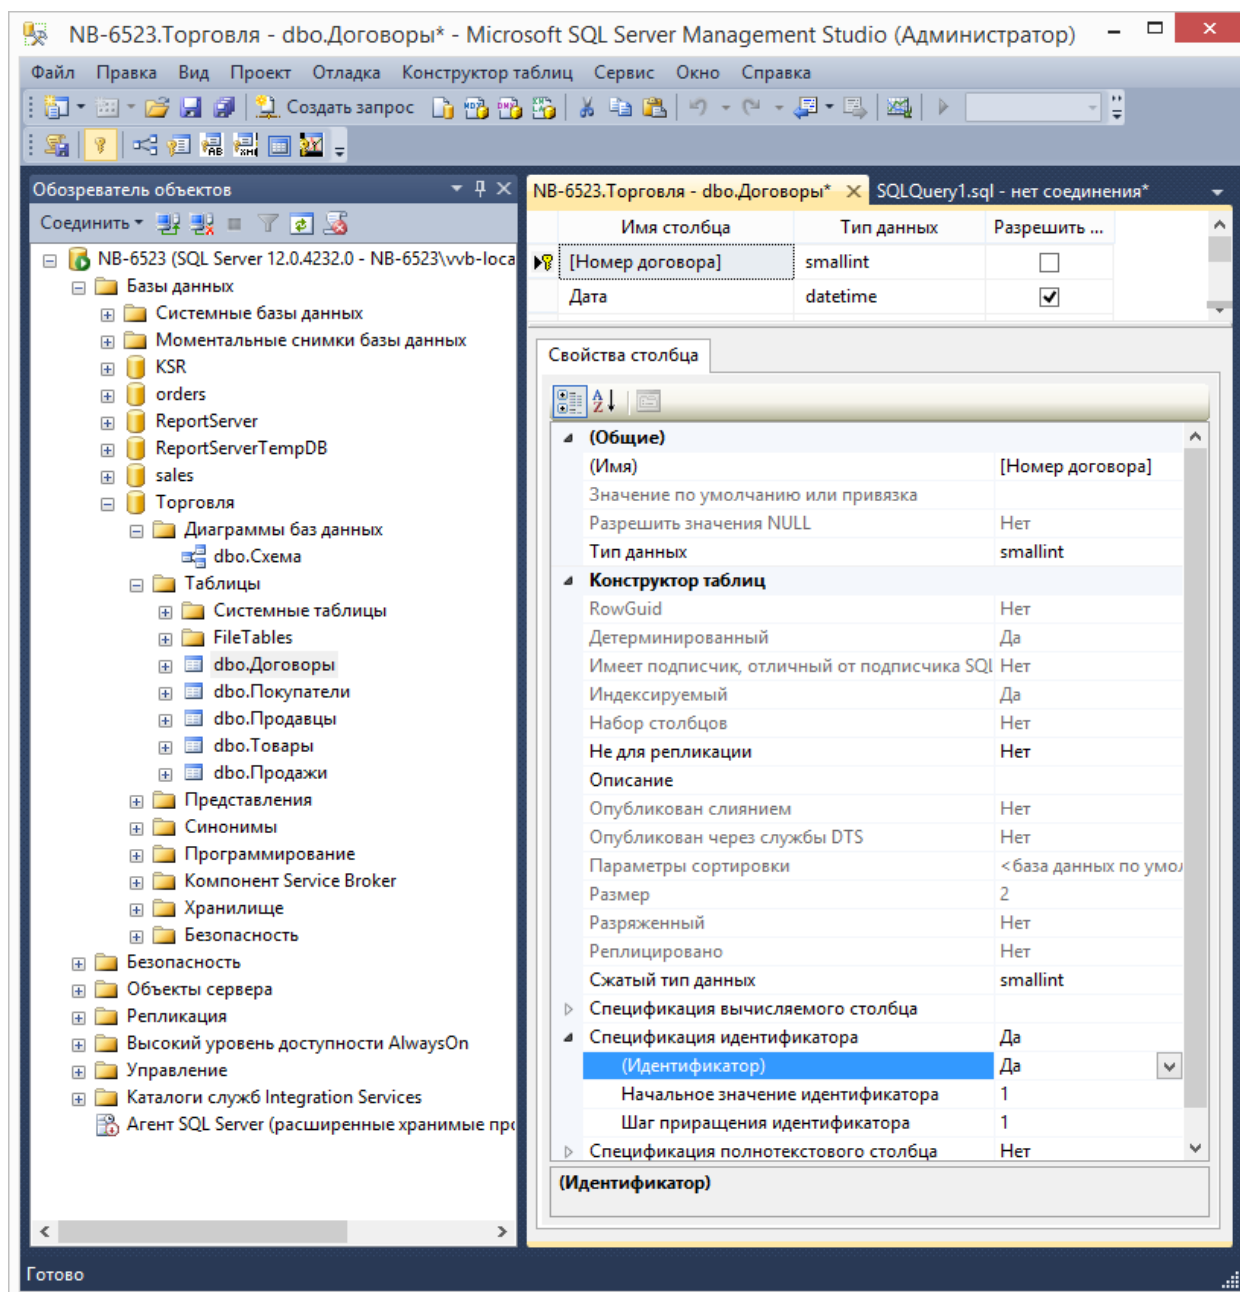 NB-6523.Торговля - dbo.Договоры* - Microsoft SQL Server Management Studio (Администратор)
Файл Правка Вид Проект Отладка Конструктор таблиц Сервис Окно Справка
Создать запрос
Обозреватель объектов
Соединить
NB-6523 (SQL Server 12.0.4232.0 - NB-6523\vvb-loca
Базы данных
Системные базы данных
Моментальные снимки базы данных
KSR
orders
ReportServer
ReportServerTempDB
sales
Торговля
Диаграммы баз данных
dbo.Схема
Таблицы
Системные таблицы
FileTables
dbo.Договоры
dbo.Покупатели
dbo.Продавцы
dbo.Товары
dbo.Продажи
Представления
Синонимы
Программирование
Компонент Service Broker
Хранилище
Безопасность
Безопасность
Объекты сервера
Репликация
Высокий уровень доступности AlwaysOn
Управление
Каталоги служб Integration Services
Агент SQL Server (расширенные хранимые про
NB-6523.Торговля - dbo.Договоры* SQLQuery1.sql - нет соединения*
Имя столбца Тип данных Разрешить ...
[Номер договора] smallint
Дата datetime
Свойства столбца
(Общие)
(Имя) [Номер договора]
Значение по умолчанию или привязка
Разрешить значения NULL Нет
Тип данных smallint
Конструктор таблиц
RowGuid Нет
Детерминированный Да
Имеет подписчик, отличный от подписчика SQL Нет
Индексируемый Да
Набор столбцов Нет
Не для репликации Нет
Описание
Опубликован слиянием Нет
Опубликован через службы DTS Нет
Параметры сортировки <база данных по умол
Размер 2
Разряженный Нет
Реплицировано Нет
Сжатый тип данных smallint
Спецификация вычисляемого столбца
Спецификация идентификатора Да
(Идентификатор) Да
Начальное значение идентификатора 1
Шаг приращения идентификатора 1
Спецификация полнотекстового столбца Нет
(Идентификатор)
Готово